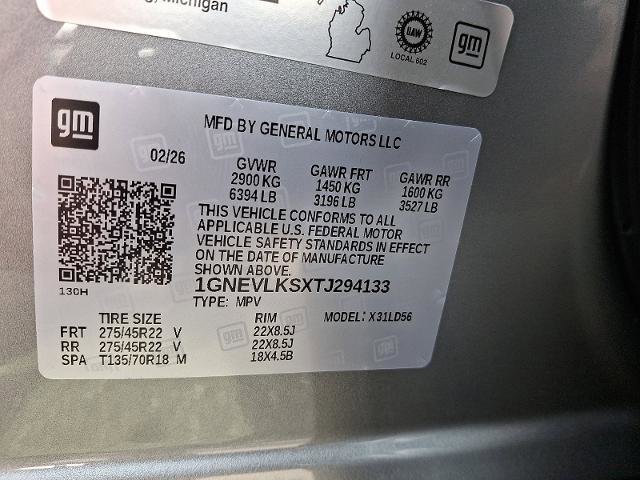 g, Michigan
UAW
LOCAL 602
gm
gm
MFD BY GENERAL MOTORS LLC
02/26
GVWR
2900 KG
6394 LB
GAWR FRT
1450 KG
3196 LB
GAWR RR
1600 KG
3527 LB
THIS VEHICLE CONFORMS TO ALL
APPLICABLE U.S. FEDERAL MOTOR
VEHICLE SAFETY STANDARDS IN EFFECT
ON THE DATE OF MANUFACTURE
SHOWN ABOVE.
1GNEVLKSXTJ294133
130H
TYPE: MPV
TIRE SIZE RIM MODEL: X31LD56
FRT 275/45R22 V 22X8.5J
RR 275/45R22 V 22X8.5J
SPA T135/70R18 M 18X4.5B